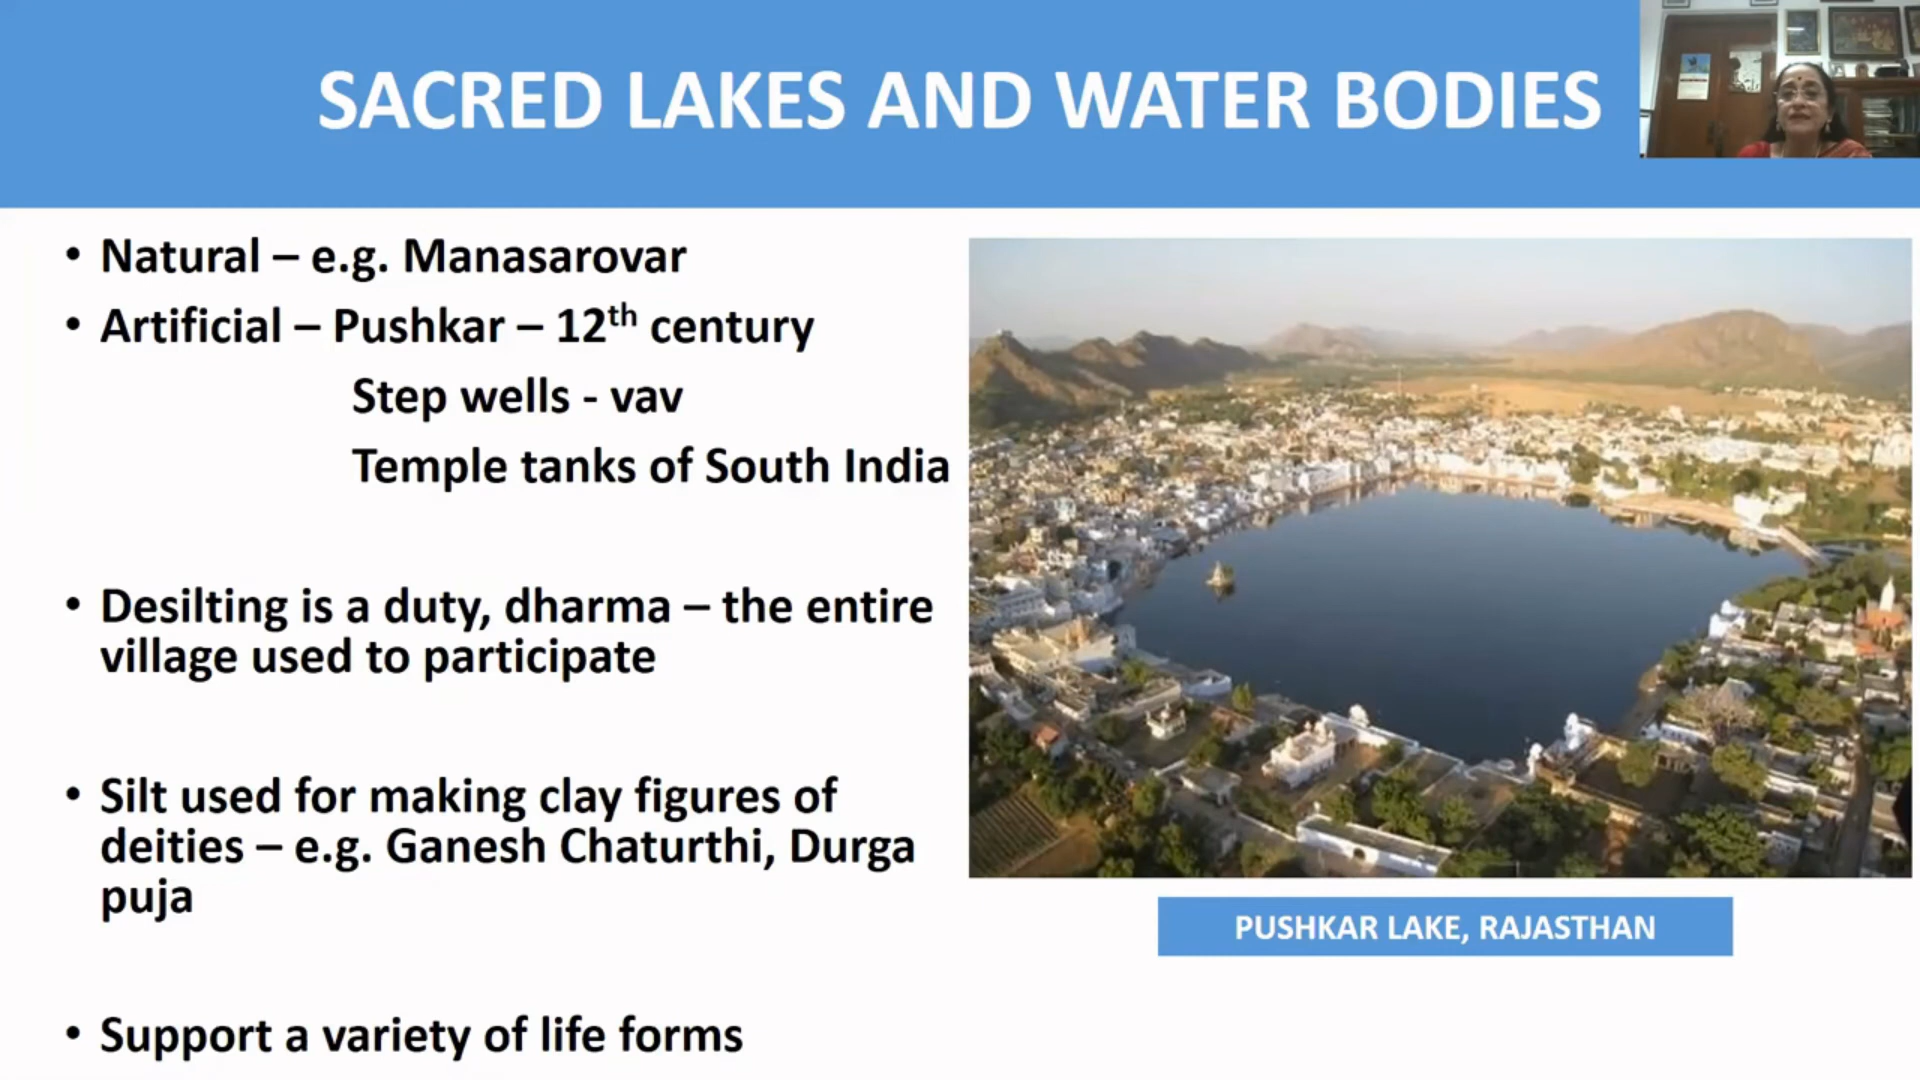 SACRED LAKES AND WATER BODIES
• Natural – e.g. Manasarovar
• Artificial – Pushkar – 12th century
Step wells - vav
Temple tanks of South India
• Desilting is a duty, dharma – the entire
village used to participate
• Silt used for making clay figures of
deities – e.g. Ganesh Chaturthi, Durga
puja
• Support a variety of life forms
PUSHKAR LAKE, RAJASTHAN